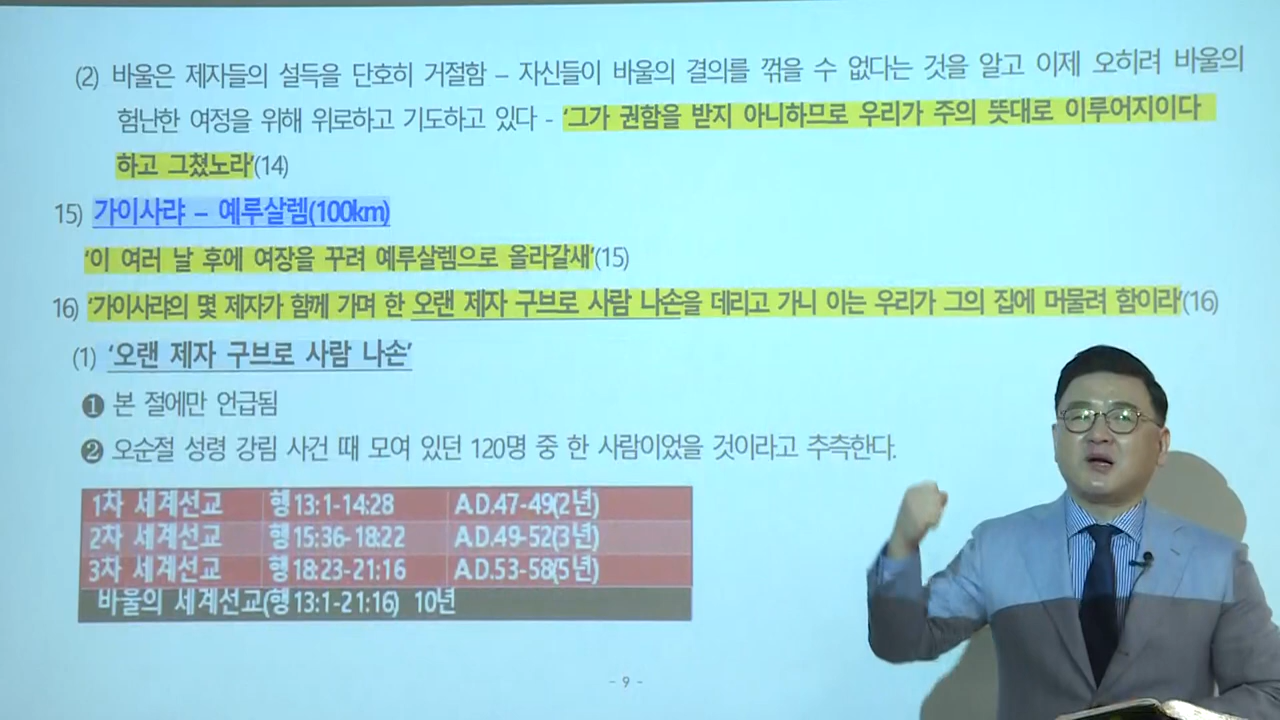 (2) 바울은 제자들의 설득을 단호히 거절함 – 자신들이 바울의 결의를 꺾을 수 없다는 것을 알고 이제 오히려 바울의
험난한 여정을 위해 위로하고 기도하고 있다 - ‘그가 권함을 받지 아니하므로 우리가 주의 뜻대로 이루어지이다
하고 그쳤노라’(14)
15) 가이사랴 – 예루살렘(100km)
‘이 여러 날 후에 여장을 꾸려 예루살렘으로 올라갈새’(15)
16) ‘가이사랴의 몇 제자가 함께 가며 한 오랜 제자 구브로 사람 나손을 데리고 가니 이는 우리가 그의 집에 머물려 함이라’(16)
(1) ‘오랜 제자 구브로 사람 나손’
❶ 본 절에만 언급됨
❷ 오순절 성령 강림 사건 때 모여 있던 120명 중 한 사람이었을 것이라고 추측한다.
1차 세계선교 행13:1-14:28 A.D.47-49(2년)
2차 세계선교 행15:36-18:22 A.D.49-52(3년)
3차 세계선교 행18:23-21:16 A.D.53-58(5년)
바울의 세계선교(행13:1-21:16) 10년
- 9 -